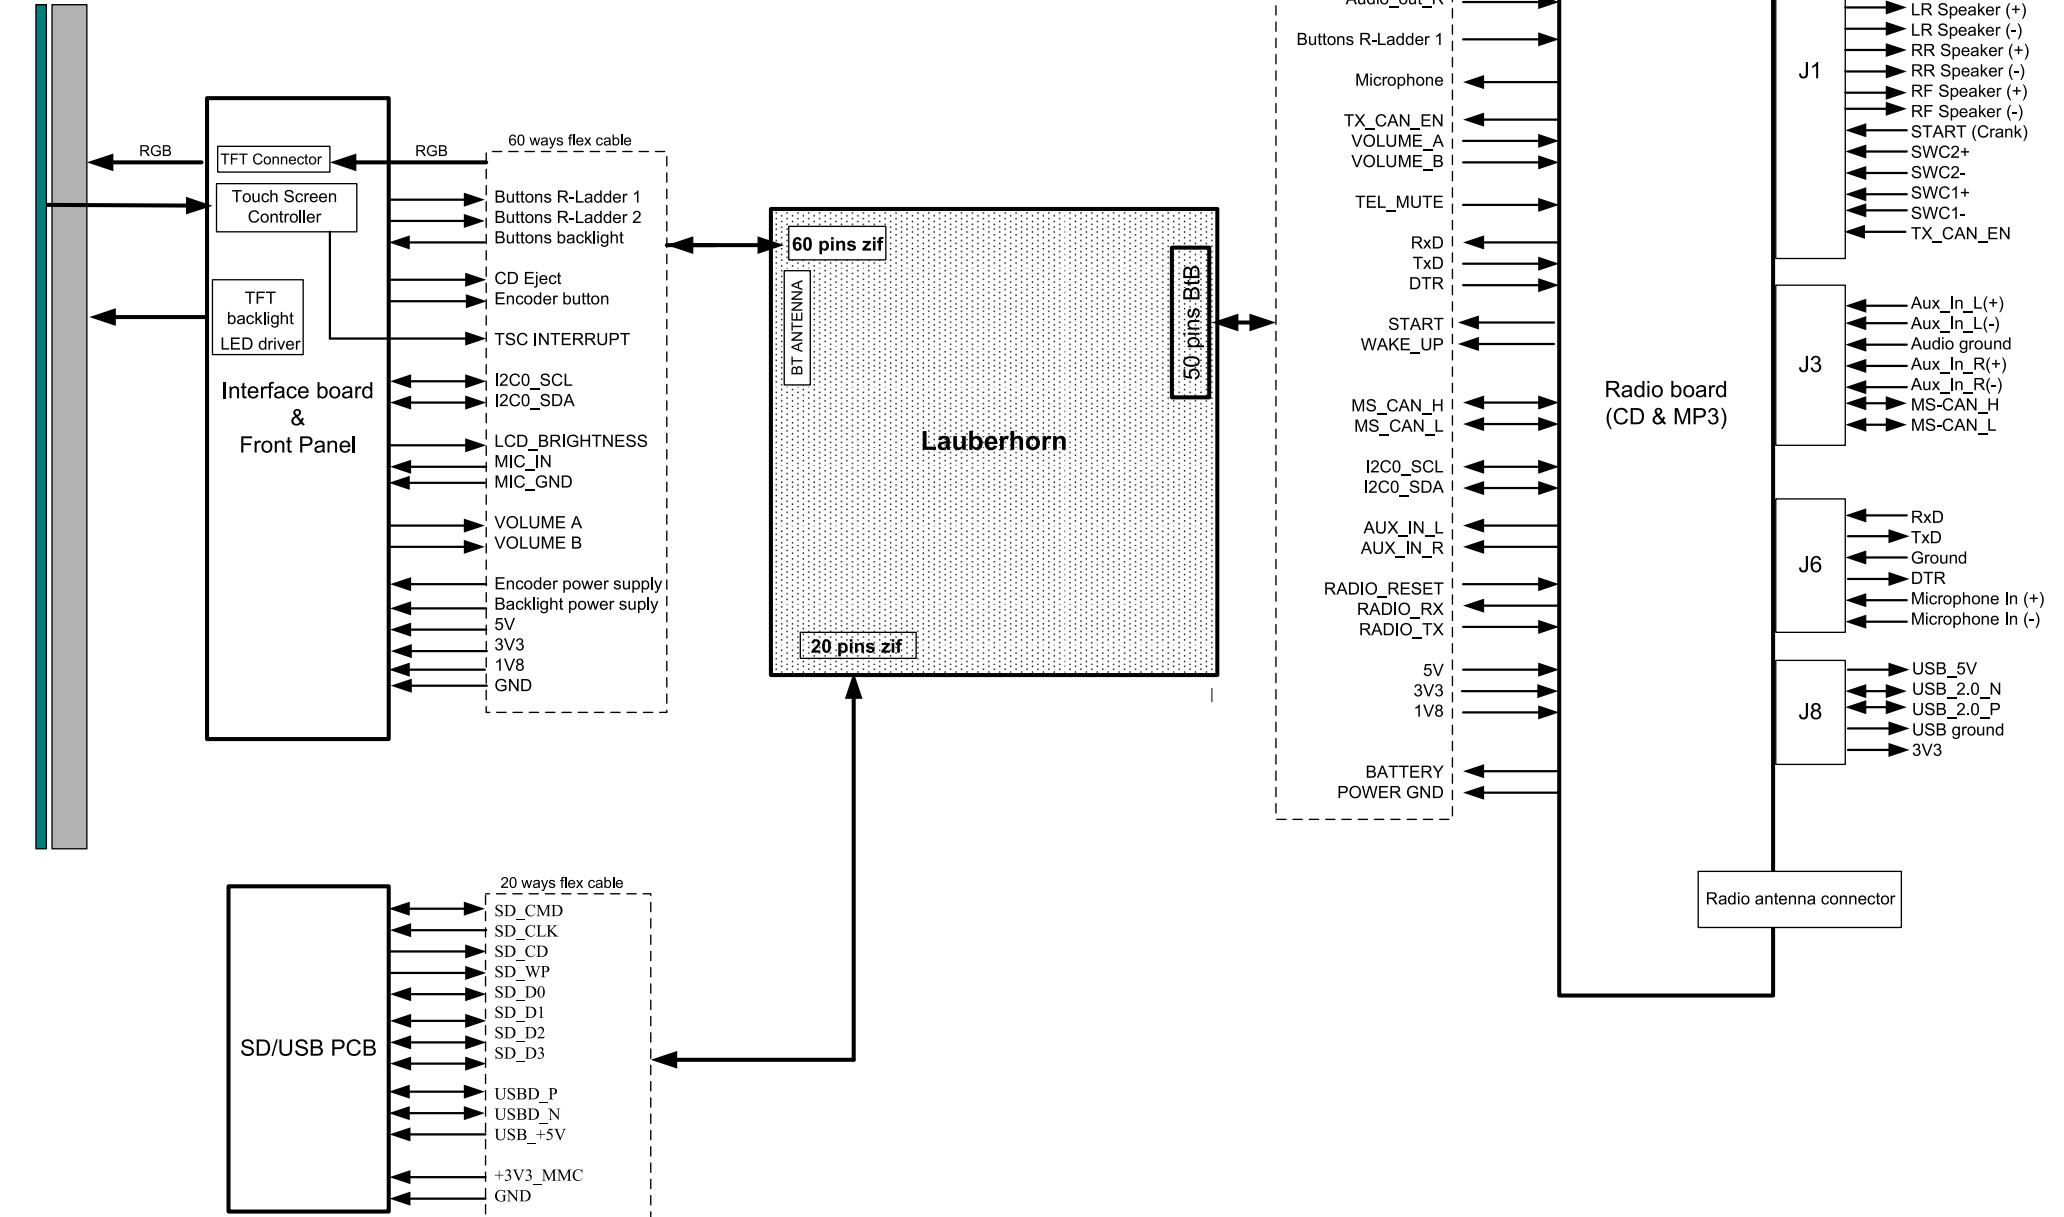 RGB
TFT Connector
RGB
Touch Screen
Controller
TFT
backlight
LED driver
Interface board
&
Front Panel
60 ways flex cable
Buttons R-Ladder 1
Buttons R-Ladder 2
Buttons backlight
CD Eject
Encoder button
TSC INTERRUPT
I2C0_SCL
I2C0_SDA
LCD_BRIGHTNESS
MIC_IN
MIC_GND
VOLUME A
VOLUME B
Encoder power supply
Backlight power suply
5V
3V3
1V8
GND
60 pins zif
BT ANTENNA
50 pins BtB
Lauberhorn
20 pins zif
SD/USB PCB
20 ways flex cable
SD_CMD
SD_CLK
SD_CD
SD_WP
SD_D0
SD_D1
SD_D2
SD_D3
USBD_P
USBD_N
USB_+5V
+3V3_MMC
GND
Audio_out_R
Buttons R-Ladder 1
Microphone
TX_CAN_EN
VOLUME_A
VOLUME_B
TEL_MUTE
RxD
TxD
DTR
START
WAKE_UP
MS_CAN_H
MS_CAN_L
I2C0_SCL
I2C0_SDA
AUX_IN_L
AUX_IN_R
RADIO_RESET
RADIO_RX
RADIO_TX
5V
3V3
1V8
BATTERY
POWER GND
Radio board
(CD & MP3)
Radio antenna connector
J1
LR Speaker (+)
LR Speaker (-)
RR Speaker (+)
RR Speaker (-)
RF Speaker (+)
RF Speaker (-)
START (Crank)
SWC2+
SWC2-
SWC1+
SWC1-
TX_CAN_EN
J3
Aux_In_L(+)
Aux_In_L(-)
Audio ground
Aux_In_R(+)
Aux_In_R(-)
MS-CAN_H
MS-CAN_L
J6
RxD
TxD
Ground
DTR
Microphone In (+)
Microphone In (-)
J8
USB_5V
USB_2.0_N
USB_2.0_P
USB ground
3V3